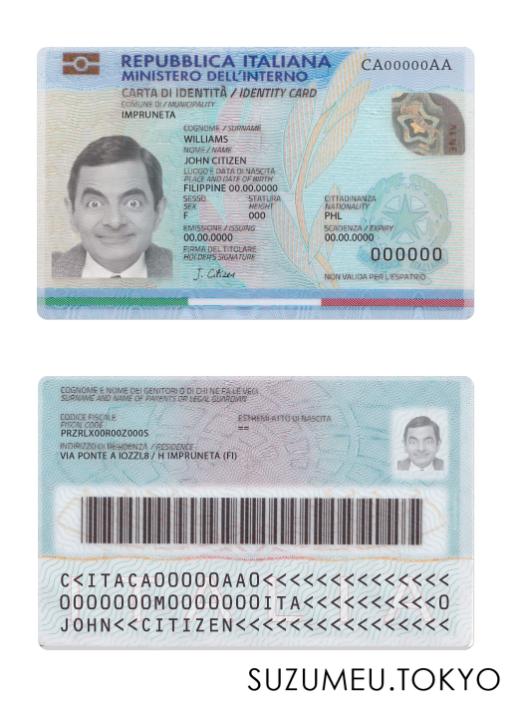 REPUBBLICA ITALIANA
CA00000AA
MINISTERO DELL'INTERNO
CARTA DI IDENTITÀ / IDENTITY CARD
COMUNE DI / MUNICIPALITY
IMPRUNETA
COGNOME / SURNAME
WILLIAMS
NOME / NAME
JOHN CITIZEN
LUOGO E DATA DI NASCITA
PLACE AND DATE OF BIRTH
FILIPPINE 00.00.0000
SESSO STATURA CITTADINANZA
SEX HEIGHT NATIONALITY
F 000 PHL
EMISSIONE / ISSUING SCADENZA / EXPIRY
00.00.0000 00.00.0000
FIRMA DEL TITOLARE
HOLDER'S SIGNATURE
000000
J. Citizen
NON VALIDA PER L'ESPATRIO
COGNOME E NOME DEI GENITORI O DI CHI NE FA LE VECI
SURNAME AND NAME OF PARENTS OR LEGAL GUARDIAN
CODICE FISCALE ESTREMI ATTO DI NASCITA
FISCAL CODE ==
PRZRLX00R00Z000S
INDIRIZZO DI RESIDENZA / RESIDENCE
VIA PONTE A IOZZL8 / H IMPRUNETA (FI)
C<ITACA00000AA0<<<<<<<<<<<<<<
0000000M0000000ITA<<<<<<<<<<0
JOHN<<CITIZEN<<<<<<<<<<<<<<<<
SUZUMEU.TOKYO